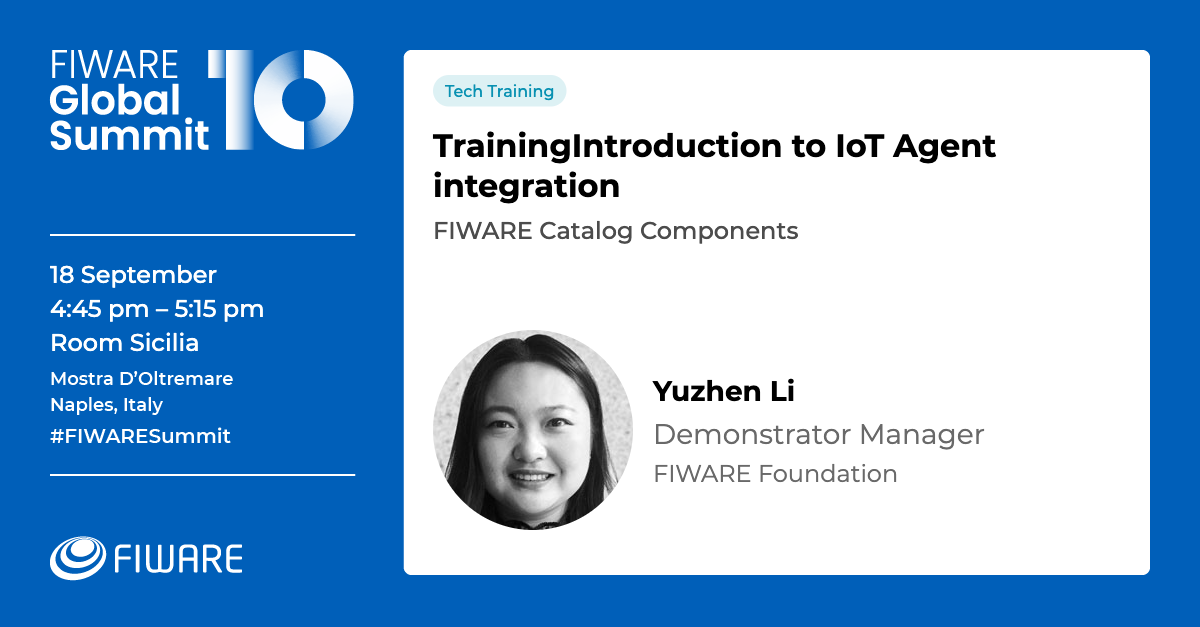 FIWARE
Global
Summit
10
18 September
4:45 pm – 5:15 pm
Room Sicilia
Mostra D’Oltremare
Naples, Italy
#FIWARESummit
FIWARE
Tech Training
TrainingIntroduction to IoT Agent
integration
FIWARE Catalog Components
Yuzhen Li
Demonstrator Manager
FIWARE Foundation